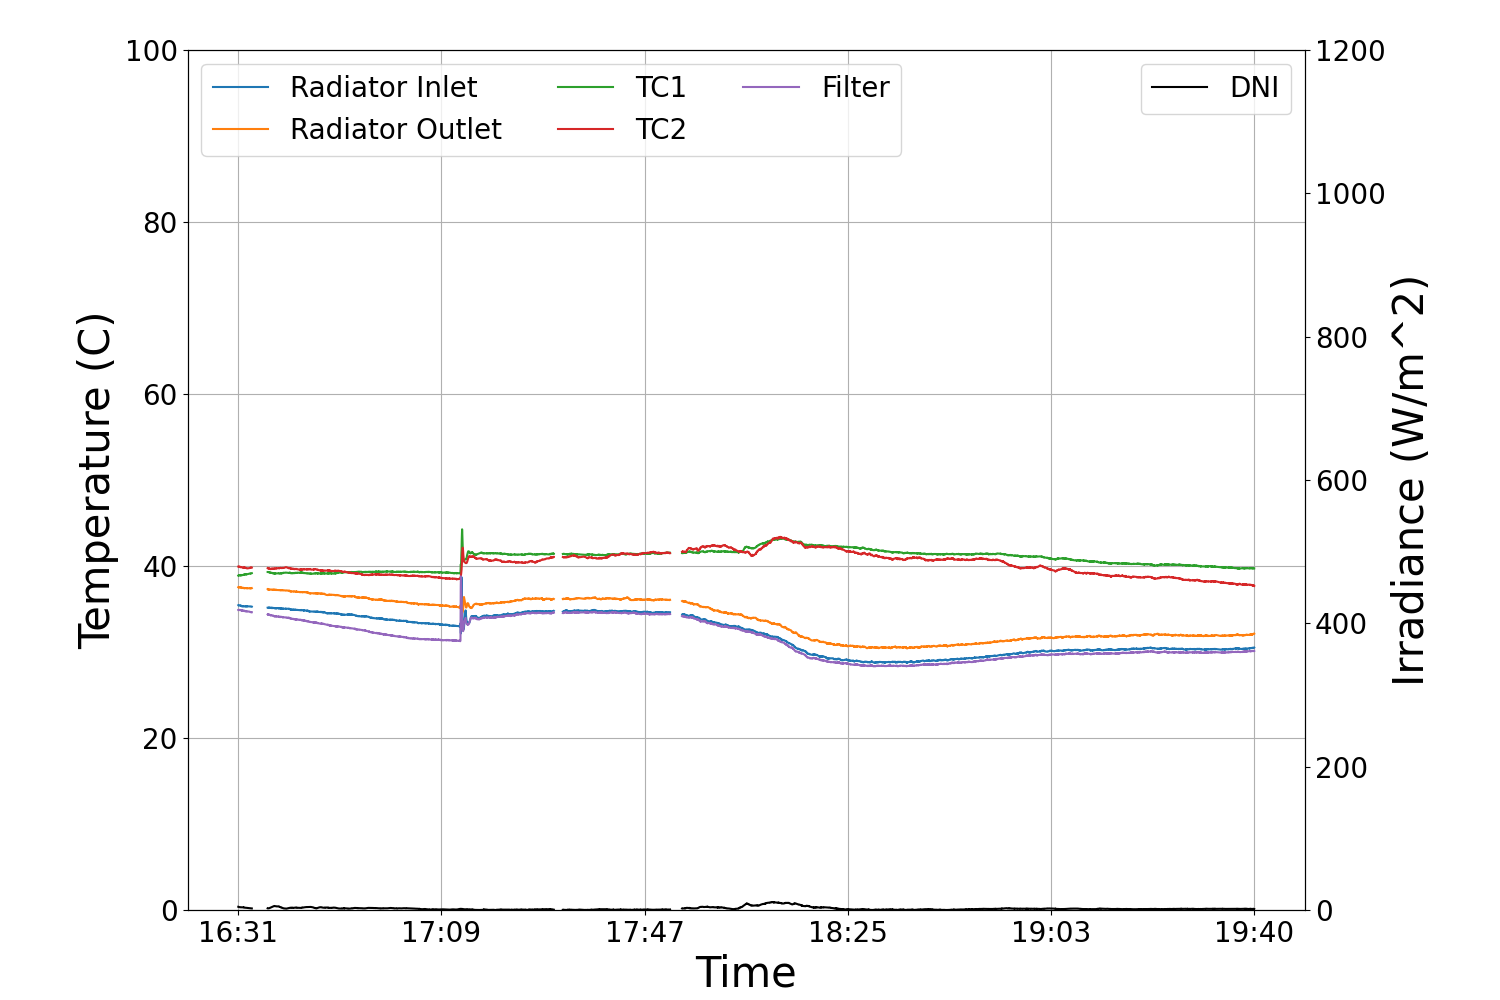 100
80
60
40
20
0
Temperature (C)
Radiator Inlet
Radiator Outlet
TC1
TC2
Filter
DNI
1200
1000
800
600
400
200
0
Irradiance (W/m^2)
16:31 17:09 17:47 18:25 19:03 19:40
Time